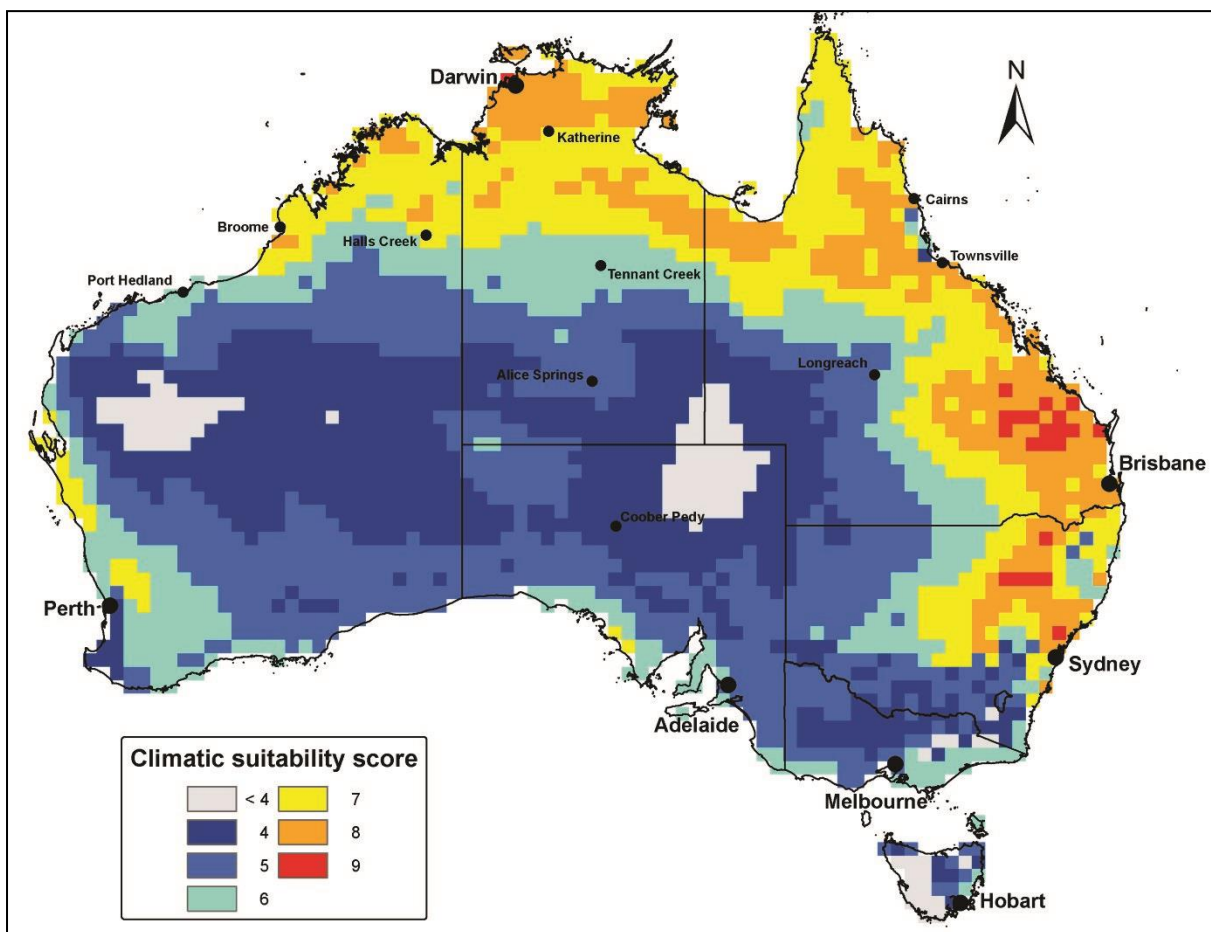 N
Darwin
Katherine
Cairns
Broome
Halls Creek
Townsville
Tennant Creek
Port Hedland
Longreach
Alice Springs
Brisbane
Coober Pedy
Perth
Sydney
Adelaide
Melbourne
Hobart
Climatic suitability score
< 4 7
4 8
5 9
6